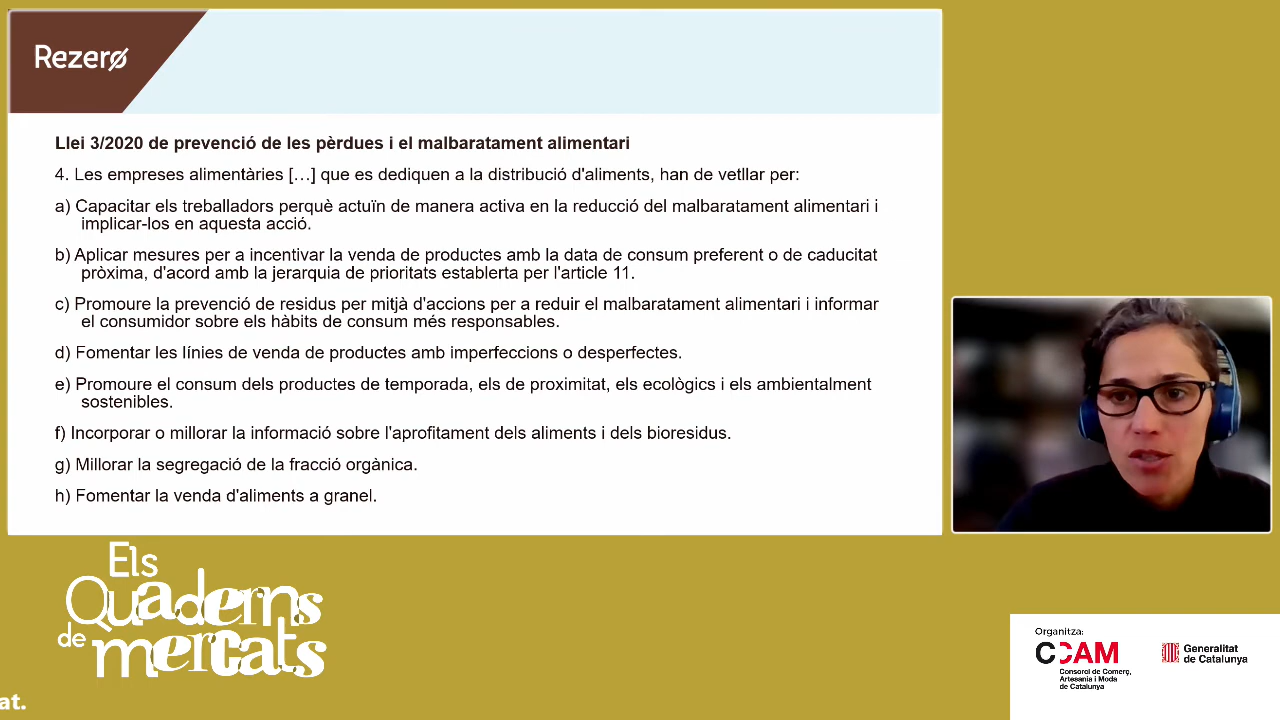 Rezero
Llei 3/2020 de prevenció de les pèrdues i el malbaratament alimentari
4. Les empreses alimentàries […] que es dediquen a la distribució d'aliments, han de vetllar per:
a) Capacitar els treballadors perquè actuïn de manera activa en la reducció del malbaratament alimentari i
implicar-los en aquesta acció.
b) Aplicar mesures per a incentivar la venda de productes amb la data de consum preferent o de caducitat
pròxima, d'acord amb la jerarquia de prioritats establerta per l'article 11.
c) Promoure la prevenció de residus per mitjà d'accions per a reduir el malbaratament alimentari i informar
el consumidor sobre els hàbits de consum més responsables.
d) Fomentar les línies de venda de productes amb imperfeccions o desperfectes.
e) Promoure el consum dels productes de temporada, els de proximitat, els ecològics i els ambientalment
sostenibles.
f) Incorporar o millorar la informació sobre l'aprofitament dels aliments i dels bioresidus.
g) Millorar la segregació de la fracció orgànica.
h) Fomentar la venda d'aliments a granel.
Els
Quaderns
de mercats
at.
Organitza:
CCAM
Consorci de Comerç,
Artesania i Moda
de Catalunya
Generalitat
de Catalunya